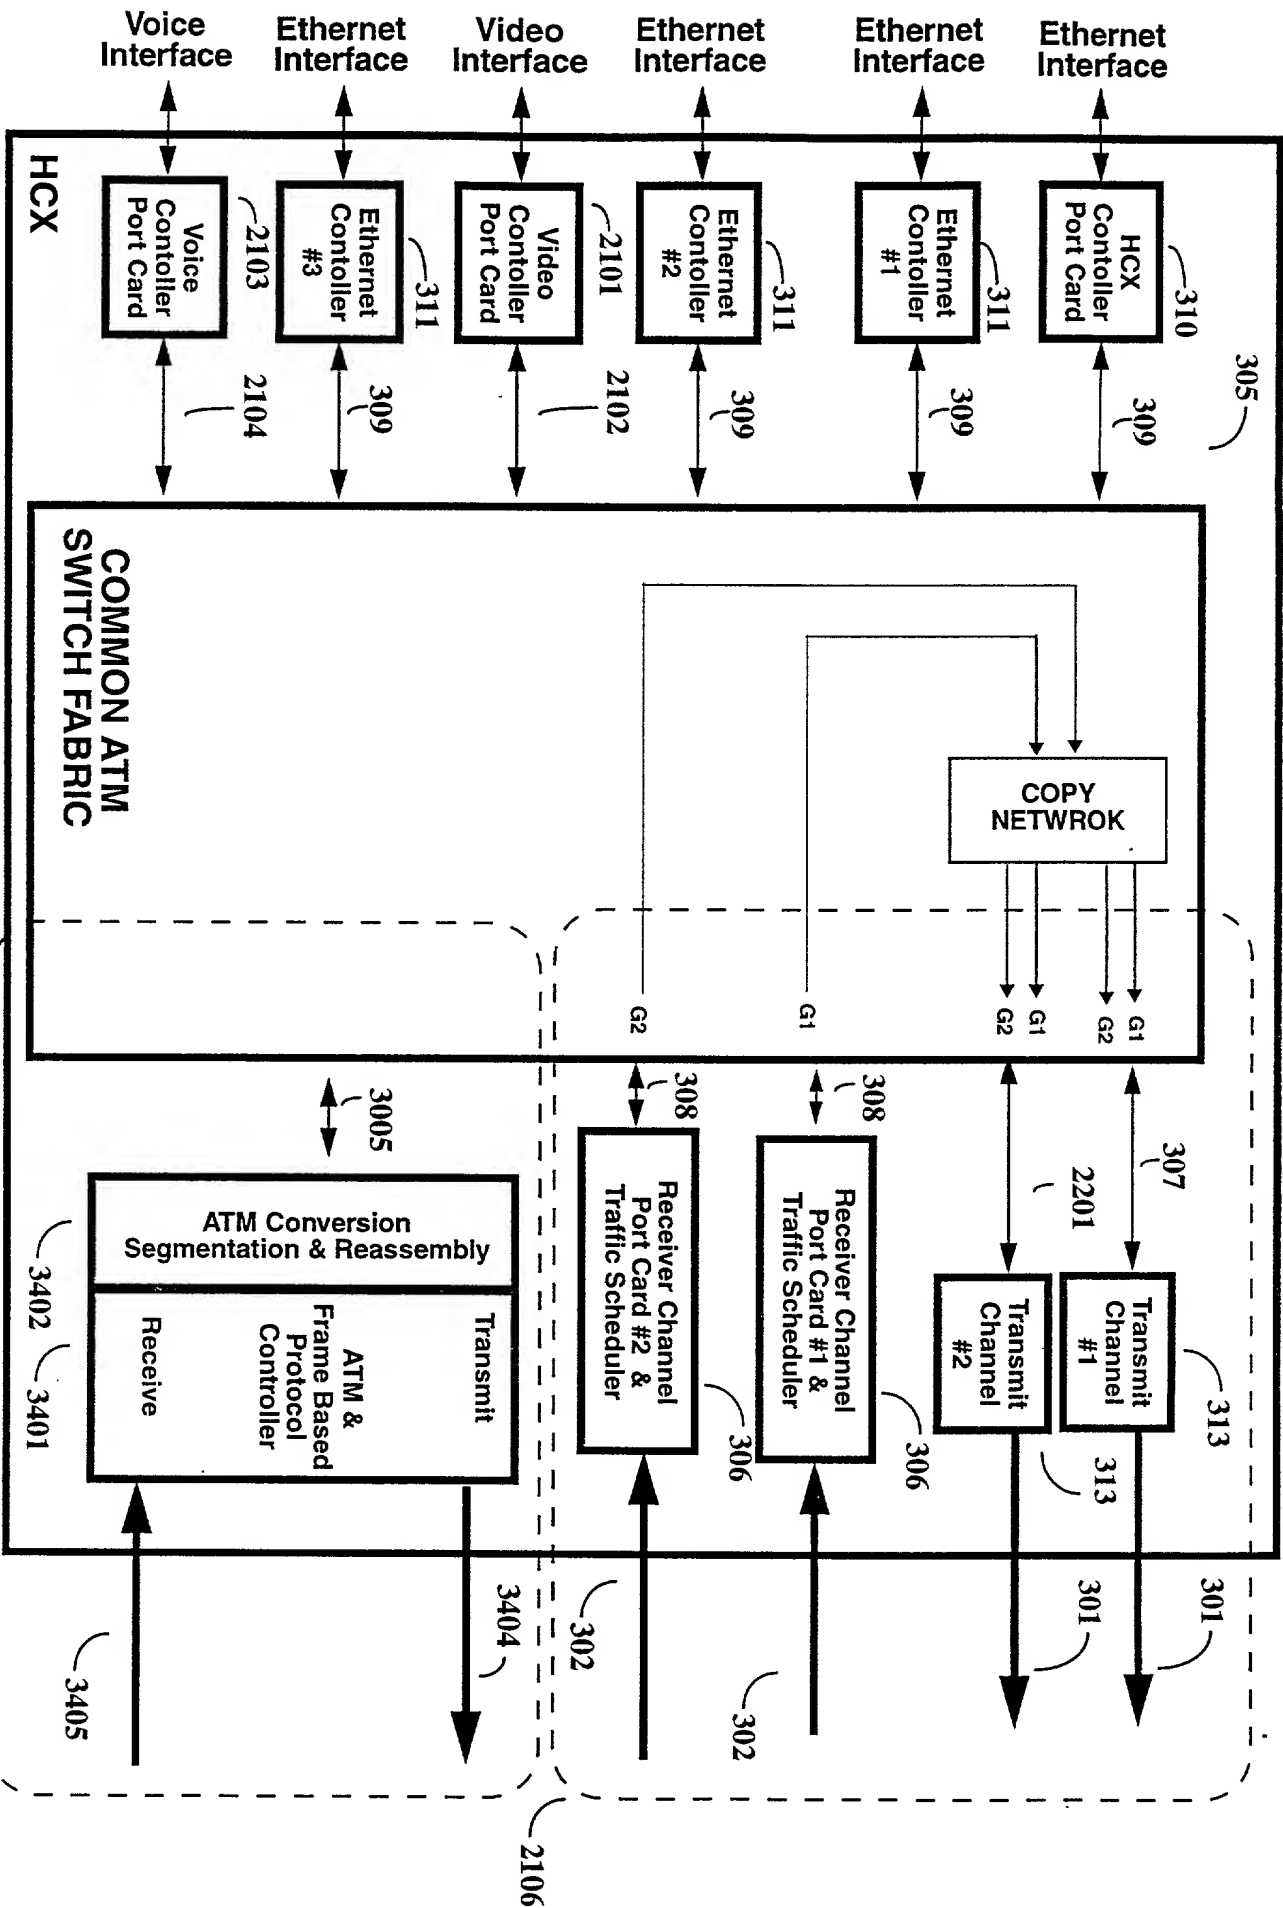 Voice
Interface
Ethernet
Interface
Video
Interface
Ethernet
Interface
Ethernet
Interface
Ethernet
Interface
HCX
Voice
Contoller
Port Card
2103
Ethernet
Contoller
#3
311
Video
Contoller
Port Card
2101
Ethernet
Contoller
#2
311
Ethernet
Contoller
#1
311
HCX
Contoller
Port Card
310
305
2104
309
2102
309
309
309
COMMON ATM
SWITCH FABRIC
COPY
NETWROK
G2
G1
G2
G1
G2
G1
3005
308
308
2201
307
ATM Conversion
Segmentation & Reassembly
3402
Receive
ATM &
Frame Based
Protocol
Controller
Transmit
3401
Receiver Channel
Port Card #2 &
Traffic Scheduler
306
Receiver Channel
Port Card #1 &
Traffic Scheduler
306
Transmit
Channel
#2
313
Transmit
Channel
#1
313
3405
3404
302
302
301
301
2106